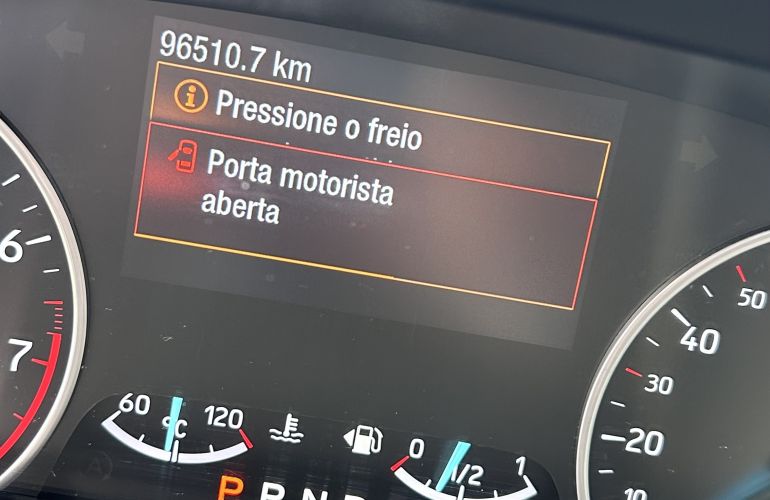 96510.7 km
Pressione o freio
Porta motorista
aberta
6
7
60
120
°C
0
1/2
1
P R N D
50
40
30
20
10